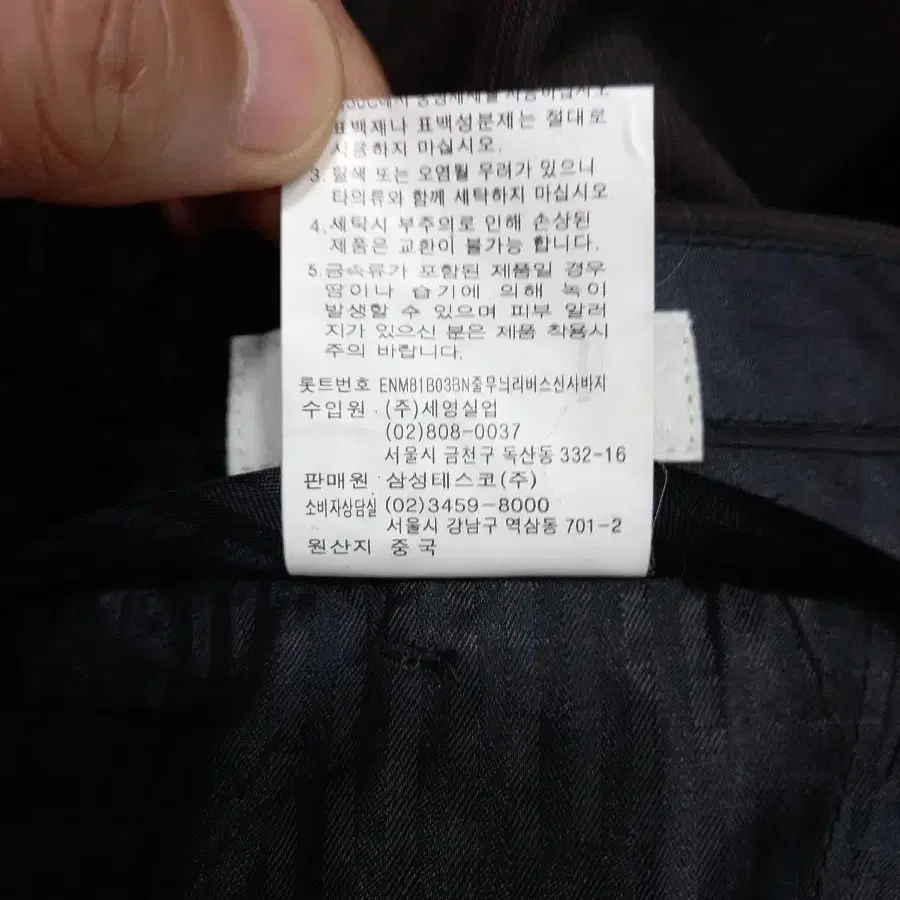 표백제나 표백성분제는 절대로
사용하지 마십시오.
3. 탈색 또는 오염될 우려가 있으니
타의류와 함께 세탁하지 마십시오
4. 세탁시 부주의로 인해 손상된
제품은 교환이 불가능 합니다.
5. 금속류가 포함된 제품일 경우
땀이나 습기에 의해 녹이
발생할 수 있으며 피부 알러
지가 있으신 분은 제품 착용시
주의 바랍니다.
롯트번호 ENM81B03BN줄무늬리버스신사바지
수입원 · (주)세영실업
(02)808-0037
서울시 금천구 독산동 332-16
판매원 · 삼성테스코(주)
소비자상담실 (02)3459-8000
서울시 강남구 역삼동 701-2
원산지 중국